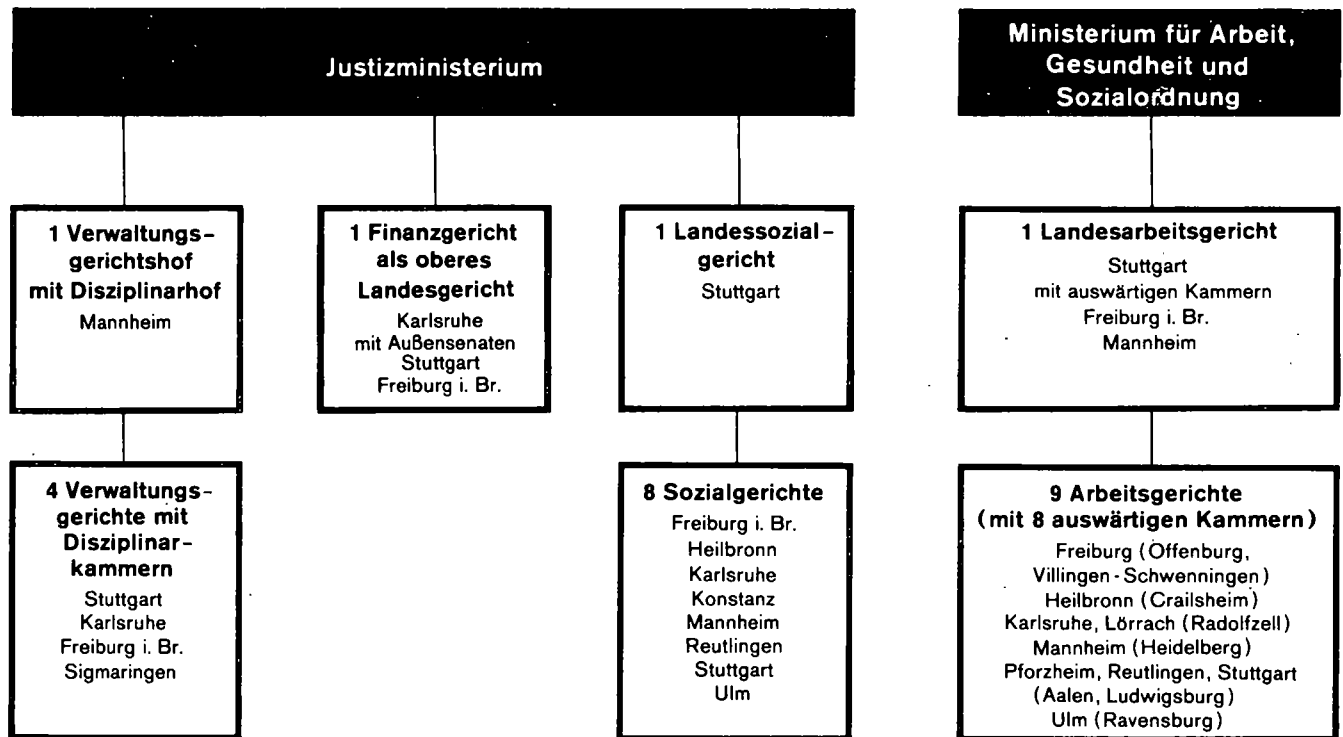 Justizministerium
Ministerium für Arbeit,
Gesundheit und
Sozialordnung
1 Verwaltungs-
gerichtshof
mit Disziplinarhof
Mannheim
1 Finanzgericht
als oberes
Landesgericht
Karlsruhe
mit Außensenaten
Stuttgart
Freiburg i. Br.
1 Landessozial-
gericht
Stuttgart
1 Landesarbeitsgericht
Stuttgart
mit auswärtigen Kammern
Freiburg i. Br.
Mannheim
4 Verwaltungs-
gerichte mit
Disziplinar-
kammern
Stuttgart
Karlsruhe
Freiburg i. Br.
Sigmaringen
8 Sozialgerichte
Freiburg i. Br.
Heilbronn
Karlsruhe
Konstanz
Mannheim
Reutlingen
Stuttgart
Ulm
9 Arbeitsgerichte
(mit 8 auswärtigen Kammern)
Freiburg (Offenburg,
Villingen-Schwenningen)
Heilbronn (Crailsheim)
Karlsruhe, Lörrach (Radolfzell)
Mannheim (Heidelberg)
Pforzheim, Reutlingen, Stuttgart
(Aalen, Ludwigsburg)
Ulm (Ravensburg)